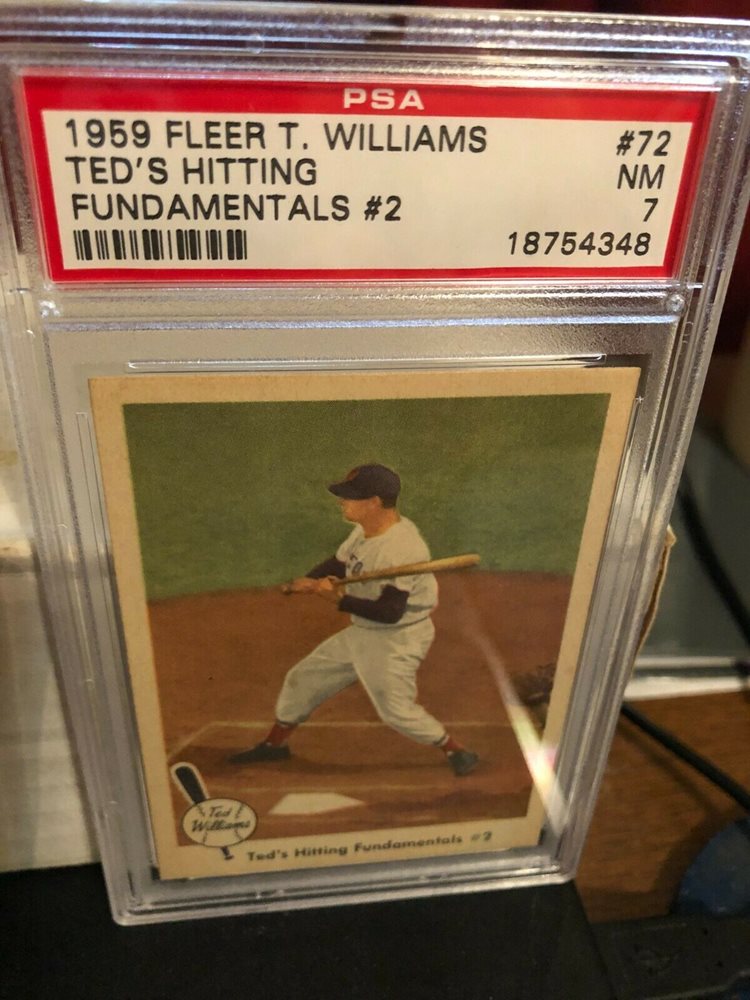 PSA
1959 FLEER T. WILLIAMS #72
TED'S HITTING NM
FUNDAMENTALS #2 7
18754348
Ted Williams
Ted's Hitting Fundamentals #2